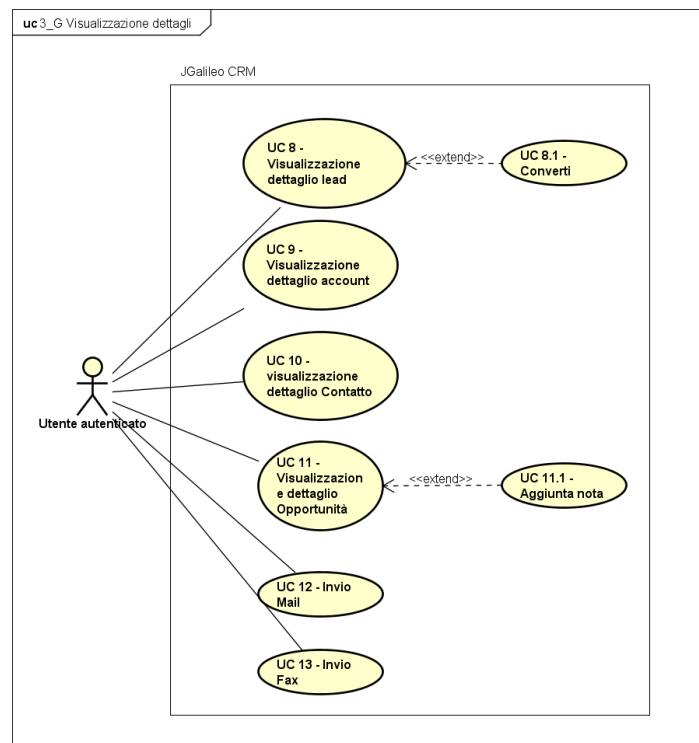 uc 3_G Visualizzazione dettagli
JGalileo CRM
UC 8 -
Visualizzazione
dettaglio lead
<<extend>>
UC 8.1 -
Converti
UC 9 -
Visualizzazione
dettaglio account
UC 10 -
visualizzazione
dettaglio Contatto
Utente autenticato
UC 11 -
Visualizzazion
e dettaglio
Opportunità
<<extend>>
UC 11.1 -
Aggiunta nota
UC 12 - Invio
Mail
UC 13 - Invio
Fax